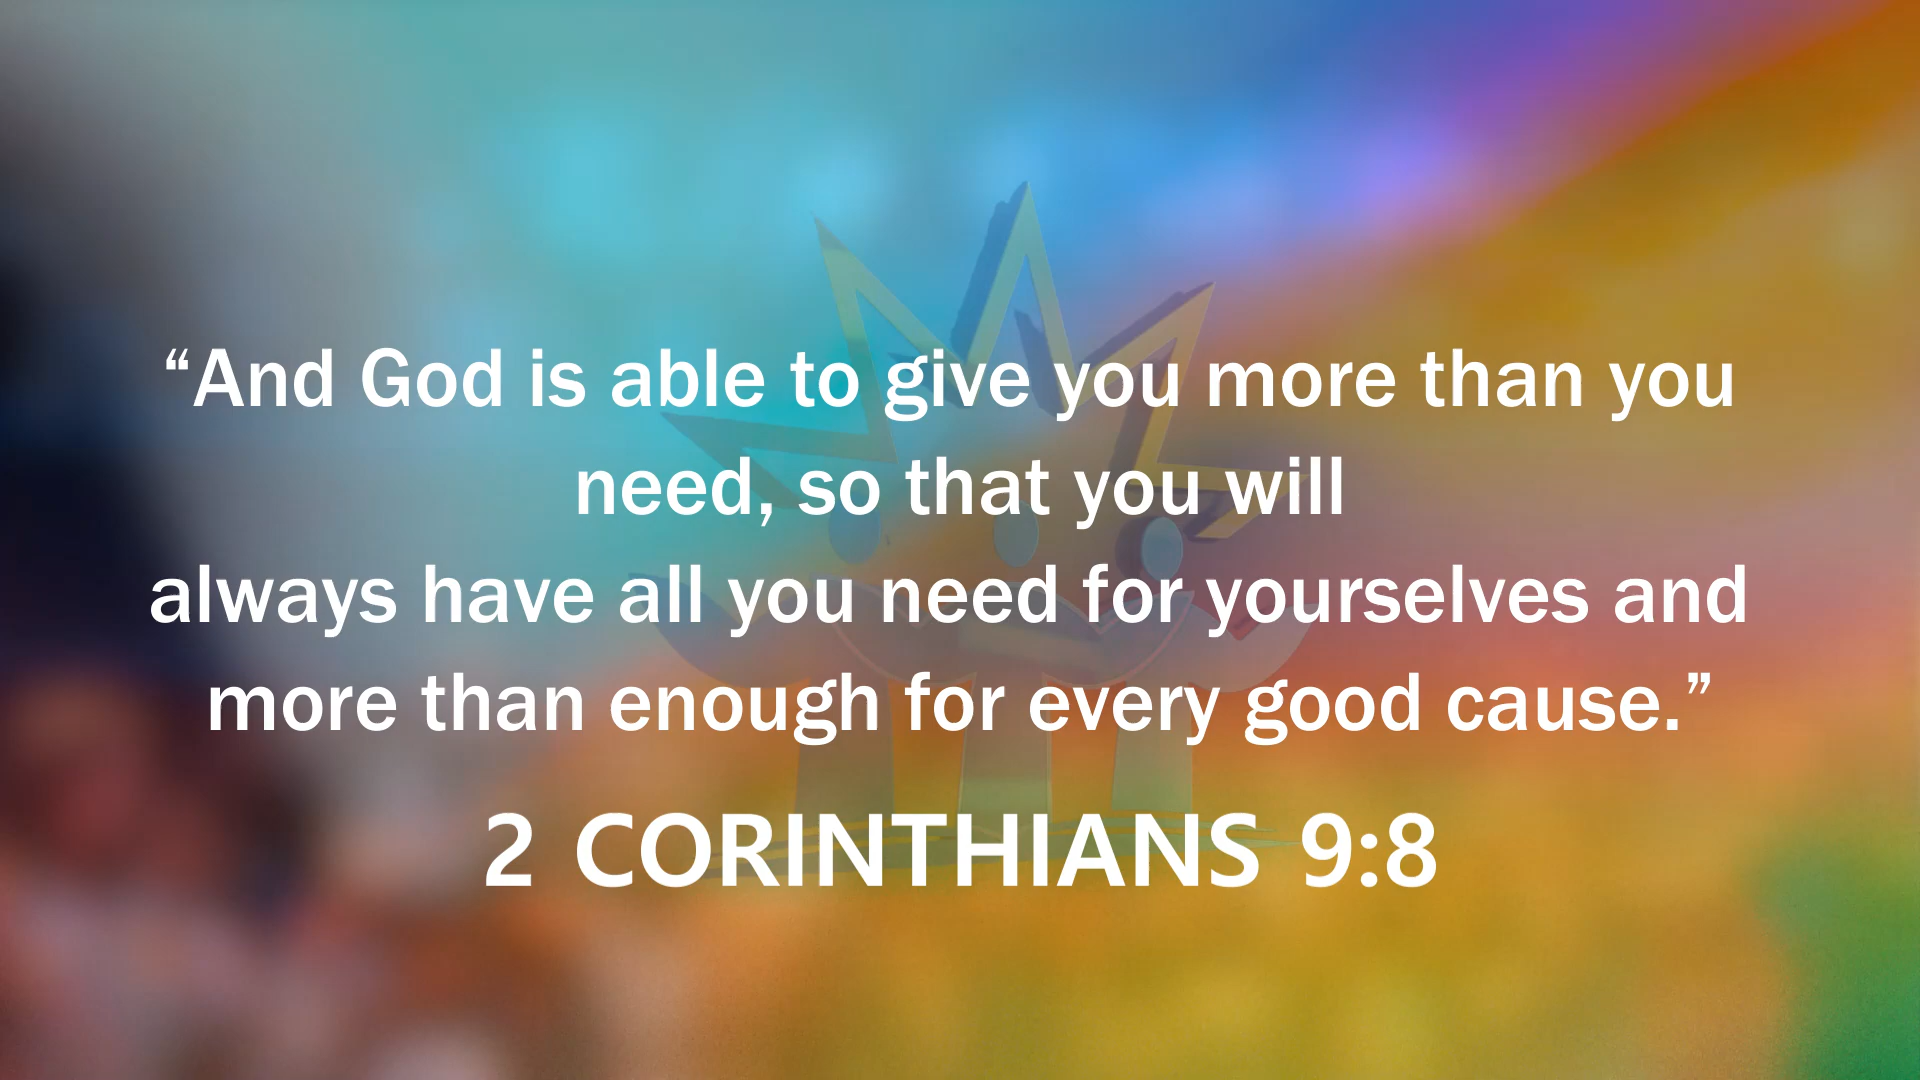 “And God is able to give you more than you
need, so that you will
always have all you need for yourselves and
more than enough for every good cause.”
2 CORINTHIANS 9:8